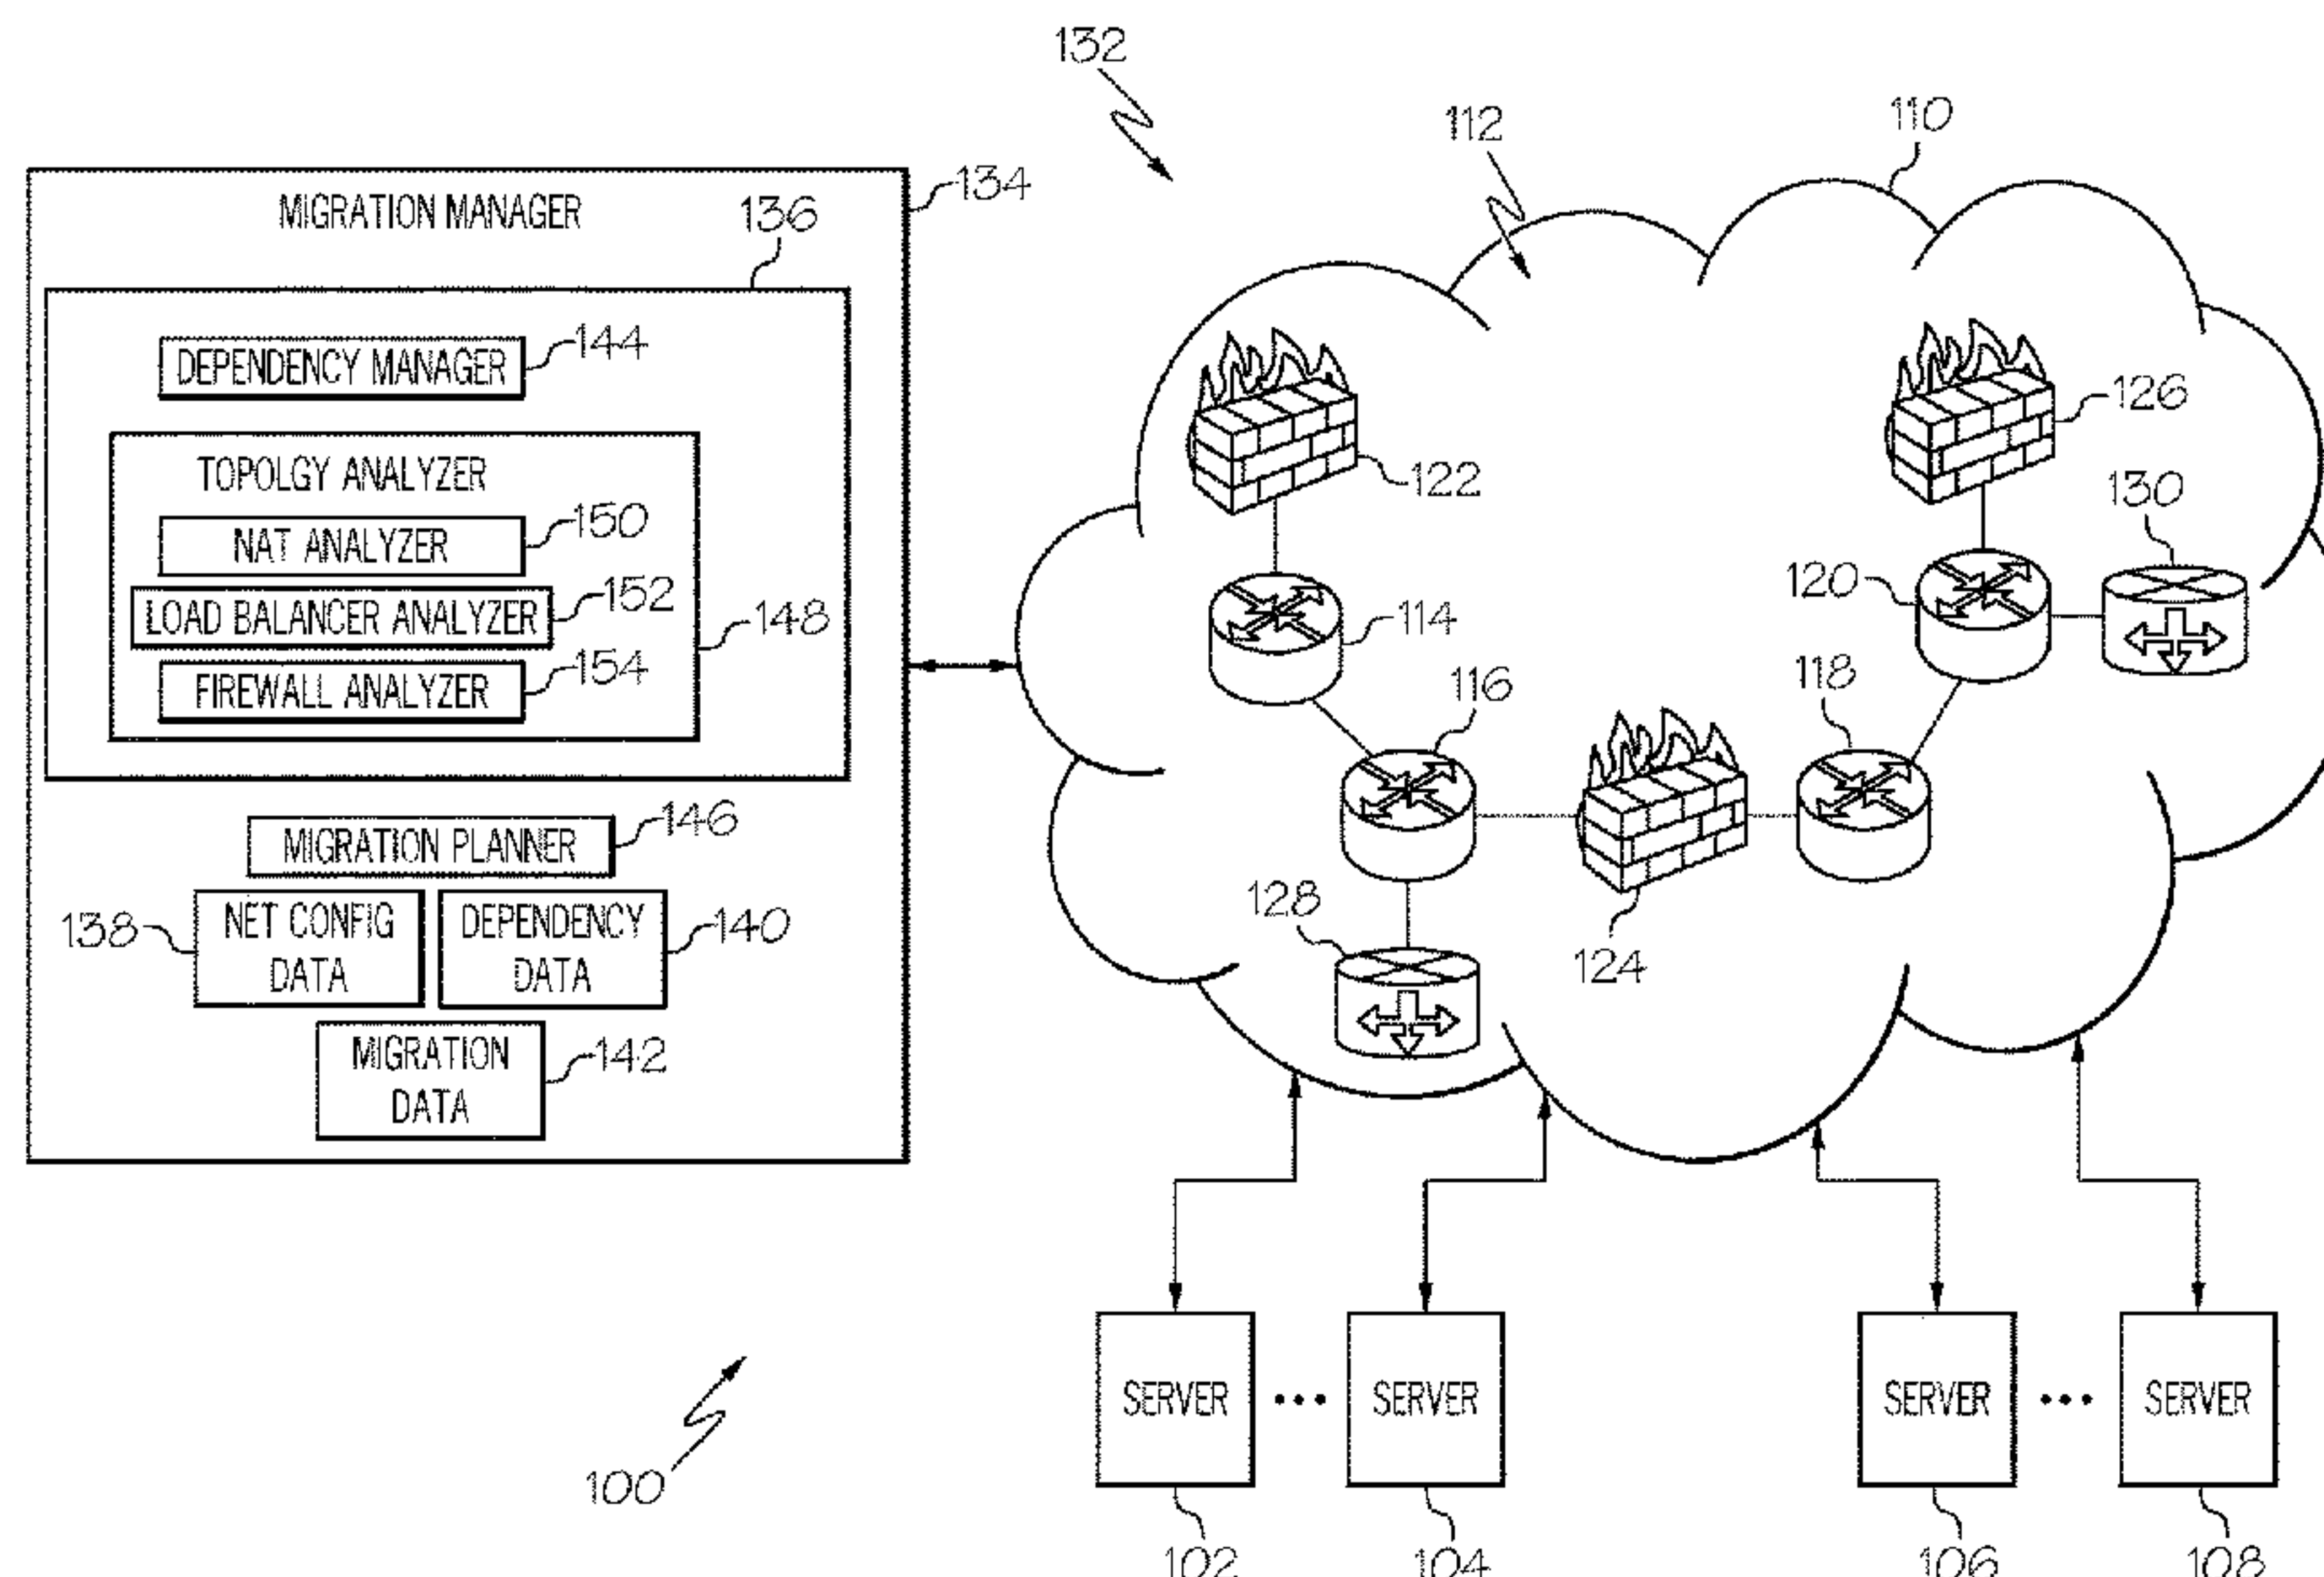 132
112
110
134
MIGRATION MANAGER
136
DEPENDENCY MANAGER
144
126
TOPOLGY ANALYZER
122
130
NAT ANALYZER
150
120
LOAD BALANCER ANALYZER
152
148
114
FIREWALL ANALYZER
154
116
118
MIGRATION PLANNER
146
138
NET CONFIG
DATA
DEPENDENCY
DATA
140
128
124
MIGRATION
DATA
142
SERVER
SERVER
SERVER
SERVER
100
102
104
106
108